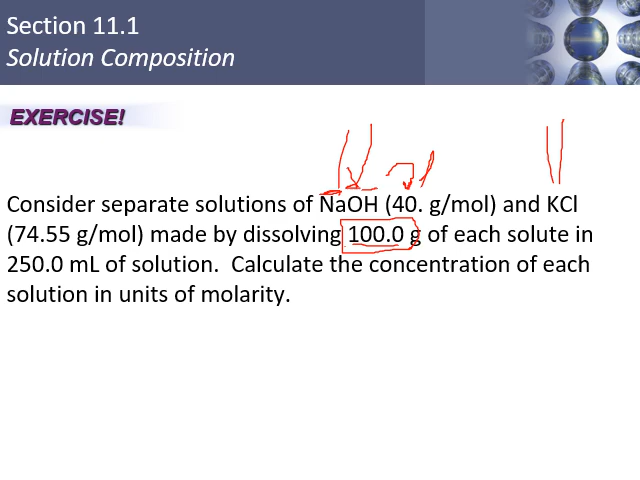 Section 11.1
Solution Composition
EXERCISE!
Consider separate solutions of NaOH (40. g/mol) and KCl
(74.55 g/mol) made by dissolving 100.0 g of each solute in
250.0 mL of solution. Calculate the concentration of each
solution in units of molarity.